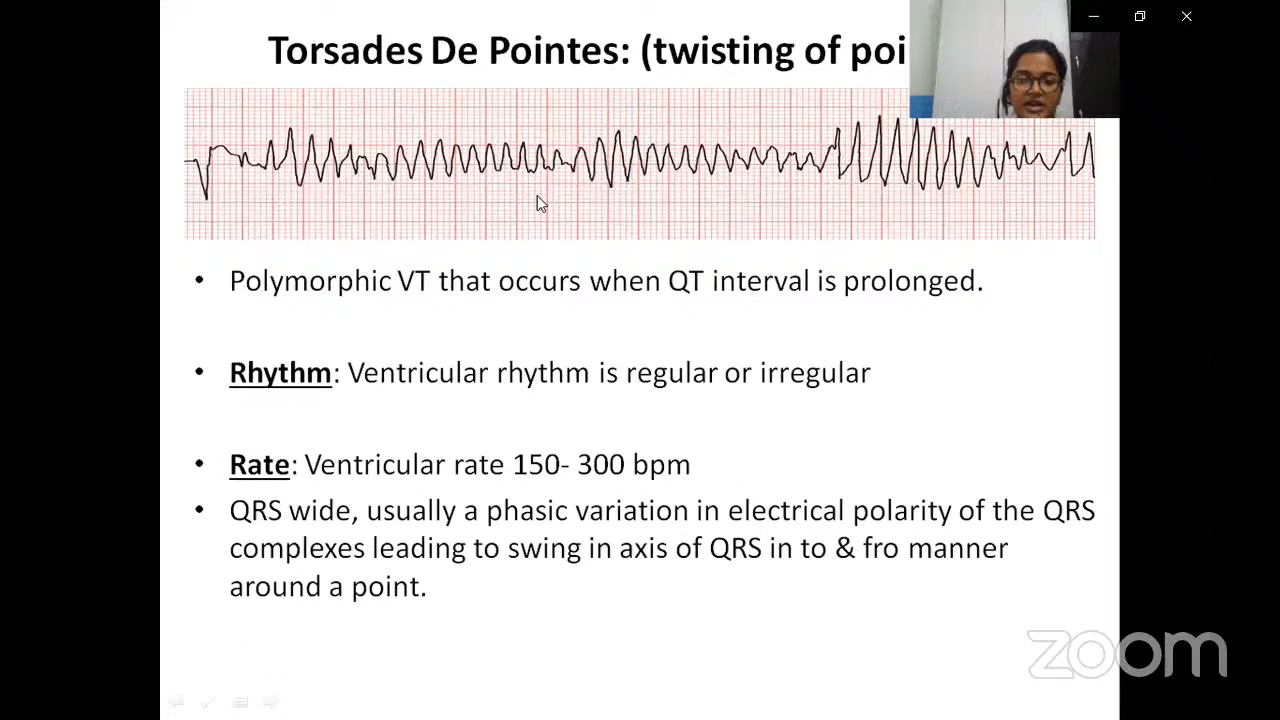 Torsades De Pointes: (twisting of poi
• Polymorphic VT that occurs when QT interval is prolonged.
• Rhythm: Ventricular rhythm is regular or irregular
• Rate: Ventricular rate 150- 300 bpm
• QRS wide, usually a phasic variation in electrical polarity of the QRS
complexes leading to swing in axis of QRS in to & fro manner
around a point.
zoom